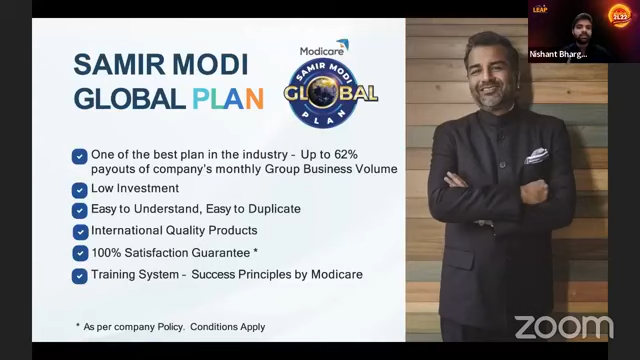 SAMIR MODI
GLOBAL PLAN
Modicare
SAMIR MODI
GLOBAL
PLAN
One of the best plan in the industry - Up to 62%
payouts of company's monthly Group Business Volume
Low Investment
Easy to Understand, Easy to Duplicate
International Quality Products
100% Satisfaction Guarantee *
Training System - Success Principles by Modicare
* As per company Policy. Conditions Apply
LEAP
2L22
Nishant Bharg...
zoom